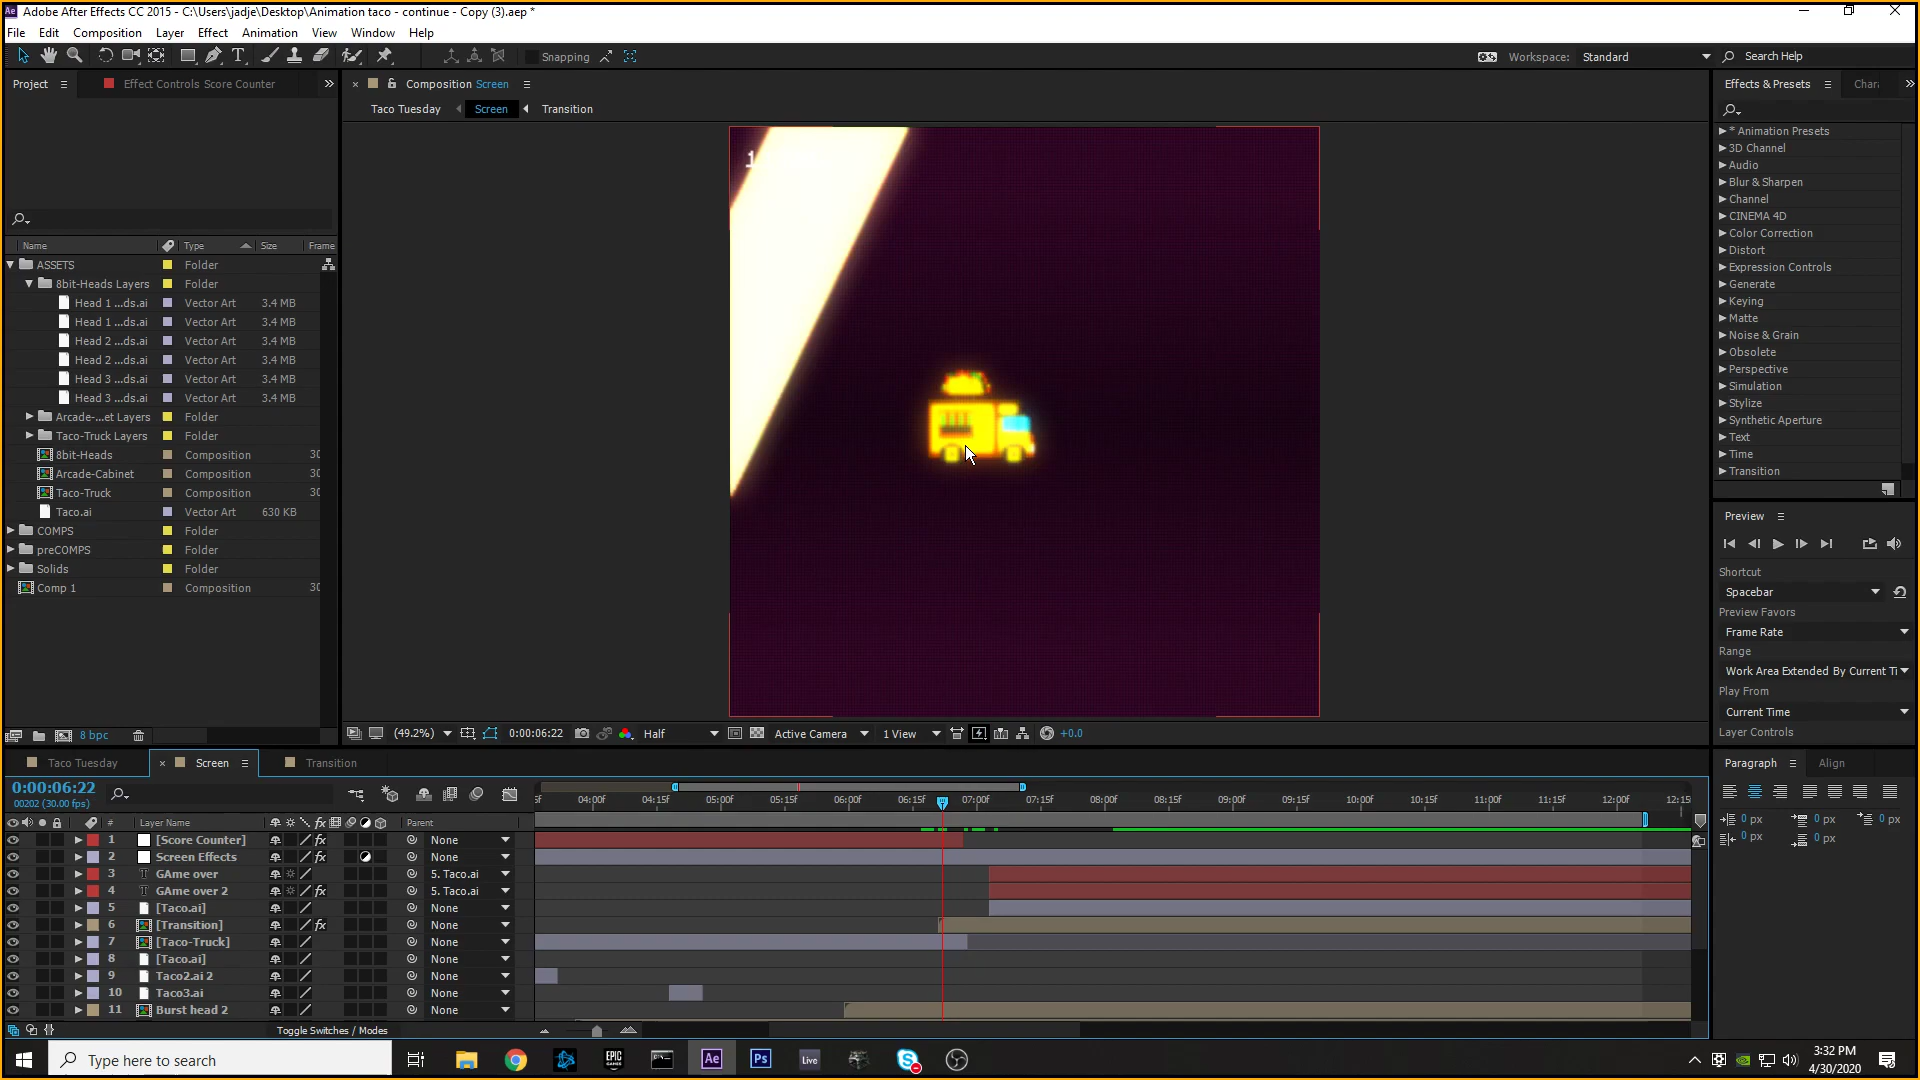 Adobe After Effects CC 2015 - C:\Users\jadje\Desktop\Animation taco - continue - Copy (3).aep *
File Edit Composition Layer Effect Animation View Window Help
Snapping
Workspace: Standard
Search Help
Project
Effect Controls Score Counter
Composition Screen
Taco Tuesday Screen Transition
Effects & Presets
Name Type Size Frame
ASSETS Folder
8bit-Heads Layers Folder
Head 1 ...ds.ai Vector Art 3.4 MB
Head 1 ...ds.ai Vector Art 3.4 MB
Head 2 ...ds.ai Vector Art 3.4 MB
Head 2 ...ds.ai Vector Art 3.4 MB
Head 3 ...ds.ai Vector Art 3.4 MB
Head 3 ...ds.ai Vector Art 3.4 MB
Arcade-...et Layers Folder
Taco-Truck Layers Folder
8bit-Heads Composition 30
Arcade-Cabinet Composition 30
Taco-Truck Composition 30
Taco.ai Vector Art 630 KB
COMPS Folder
preCOMPS Folder
Solids Folder
Comp 1 Composition 30
8 bpc
1
(49.2%) 0:00:06:22 Half Active Camera 1 View +0.0
* Animation Presets
3D Channel
Audio
Blur & Sharpen
Channel
CINEMA 4D
Color Correction
Distort
Expression Controls
Generate
Keying
Matte
Noise & Grain
Obsolete
Perspective
Simulation
Stylize
Synthetic Aperture
Text
Time
Transition
Preview
Shortcut
Spacebar
Preview Favors
Frame Rate
Range
Work Area Extended By Current Ti
Play From
Current Time
Layer Controls
Paragraph Align
0 px 0 px 0 px
0 px 0 px
Taco Tuesday Screen Transition
0:00:06:22
00202 (30.00 fps)
04:00f 04:15f 05:00f 05:15f 06:00f 06:15f 07:00f 07:15f 08:00f 08:15f 09:00f 09:15f 10:00f 10:15f 11:00f 11:15f 12:00f 12:15
# Layer Name Parent
1 [Score Counter] None
2 Screen Effects None
3 GAme over 5. Taco.ai
4 GAme over 2 5. Taco.ai
5 [Taco.ai] None
6 [Transition] None
7 [Taco-Truck] None
8 [Taco.ai] None
9 Taco2.ai 2 None
10 Taco3.ai None
11 Burst head 2 None
Toggle Switches / Modes
Type here to search
Ae
EPIC GAMES
Ae
Ps
Live
3:32 PM
4/30/2020